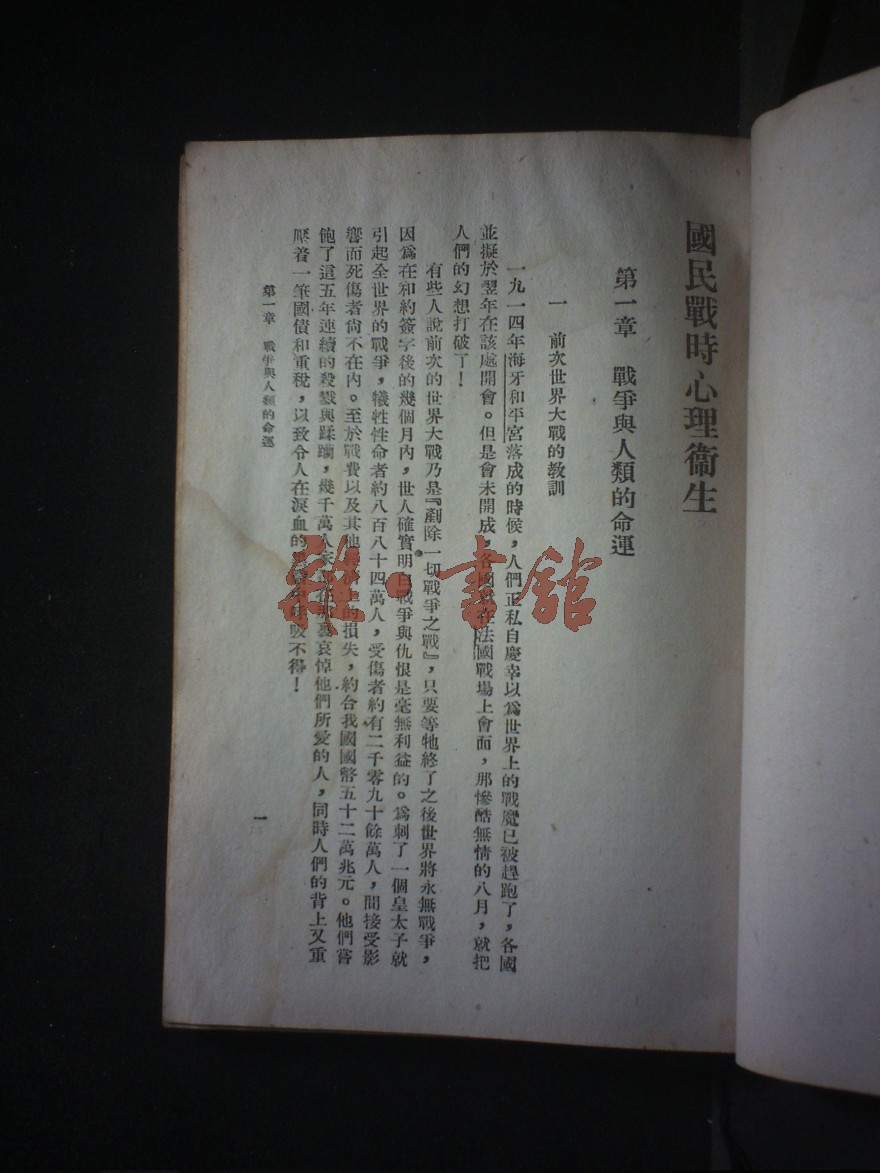 國民戰時心理衞生
第一章 戰爭與人類的命運
一 前次世界大戰的教訓
一九一四年海牙和平宮落成的時候，人們正私自慶幸以爲世界上的戰魔已被趕跑了，各國
並擬於翌年在該處開會。但是會未開成，各國在法國戰場上會面，那慘酷無情的八月，就把
人們的幻想打破了！
有些人說前次的世界大戰乃是『剷除一切戰爭之戰』，只要等牠終了之後世界將永無戰爭，
因爲在和約簽字後的幾個月內，世人確實明白戰爭與仇恨是毫無利益的。爲刺了一個皇太子就
引起全世界的戰爭，犧牲性命者約八百八十四萬人，受傷者約有二千零九十餘萬人，間接受影
響而死傷者尙不在內。至於戰費以及其他的損失，約合我國國幣五十二萬兆元。他們嘗
飽了這五年連續的殺戮與蹂躪，幾千萬人哀悼他們所愛的人，同時人們的背上又重
壓着一筆國債和重稅，以致令人在淚血的呼吸不得！
第一章 戰爭與人類的命運
一
雜·書館